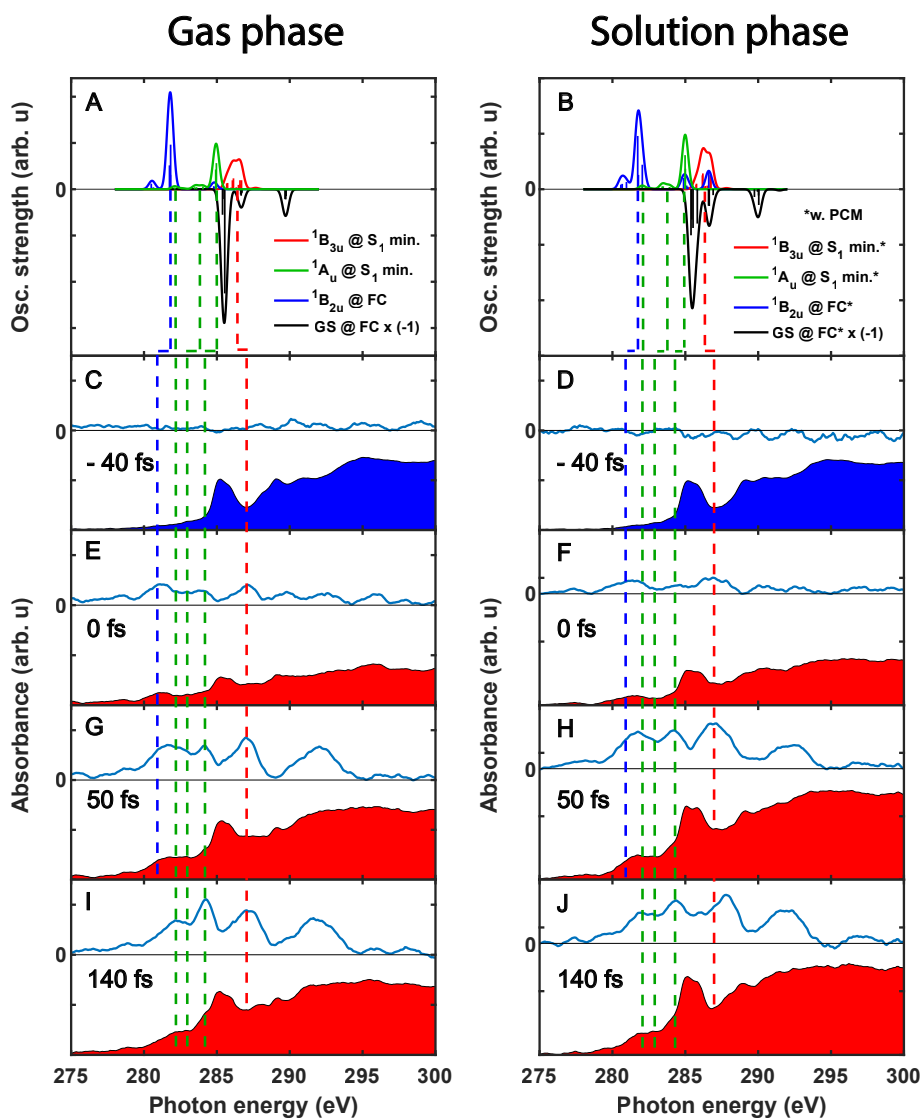 Gas phase
Solution phase
A
B
Osc. strength (arb. u)
0
¹B₃ᵤ @ S₁ min.
¹Aᵤ @ S₁ min.
¹B₂ᵤ @ FC
GS @ FC x (-1)
Osc. strength (arb. u)
0
*w. PCM
¹B₃ᵤ @ S₁ min.*
¹Aᵤ @ S₁ min.*
¹B₂ᵤ @ FC*
GS @ FC* x (-1)
C
0
- 40 fs
D
0
- 40 fs
E
0
0 fs
F
0
0 fs
Absorbance (arb. u)
Absorbance (arb. u)
G
0
50 fs
H
0
50 fs
I
0
140 fs
J
0
140 fs
275 280 285 290 295 300
275 280 285 290 295 300
Photon energy (eV)
Photon energy (eV)